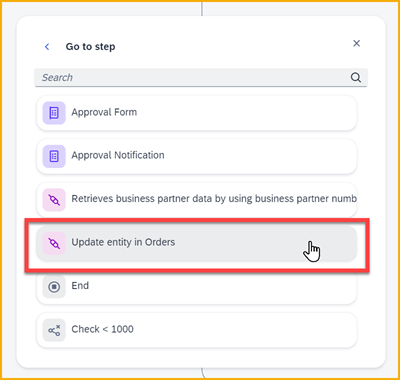 Go to step
Search
Approval Form
Approval Notification
Retrieves business partner data by using business partner numb
Update entity in Orders
End
Check < 1000